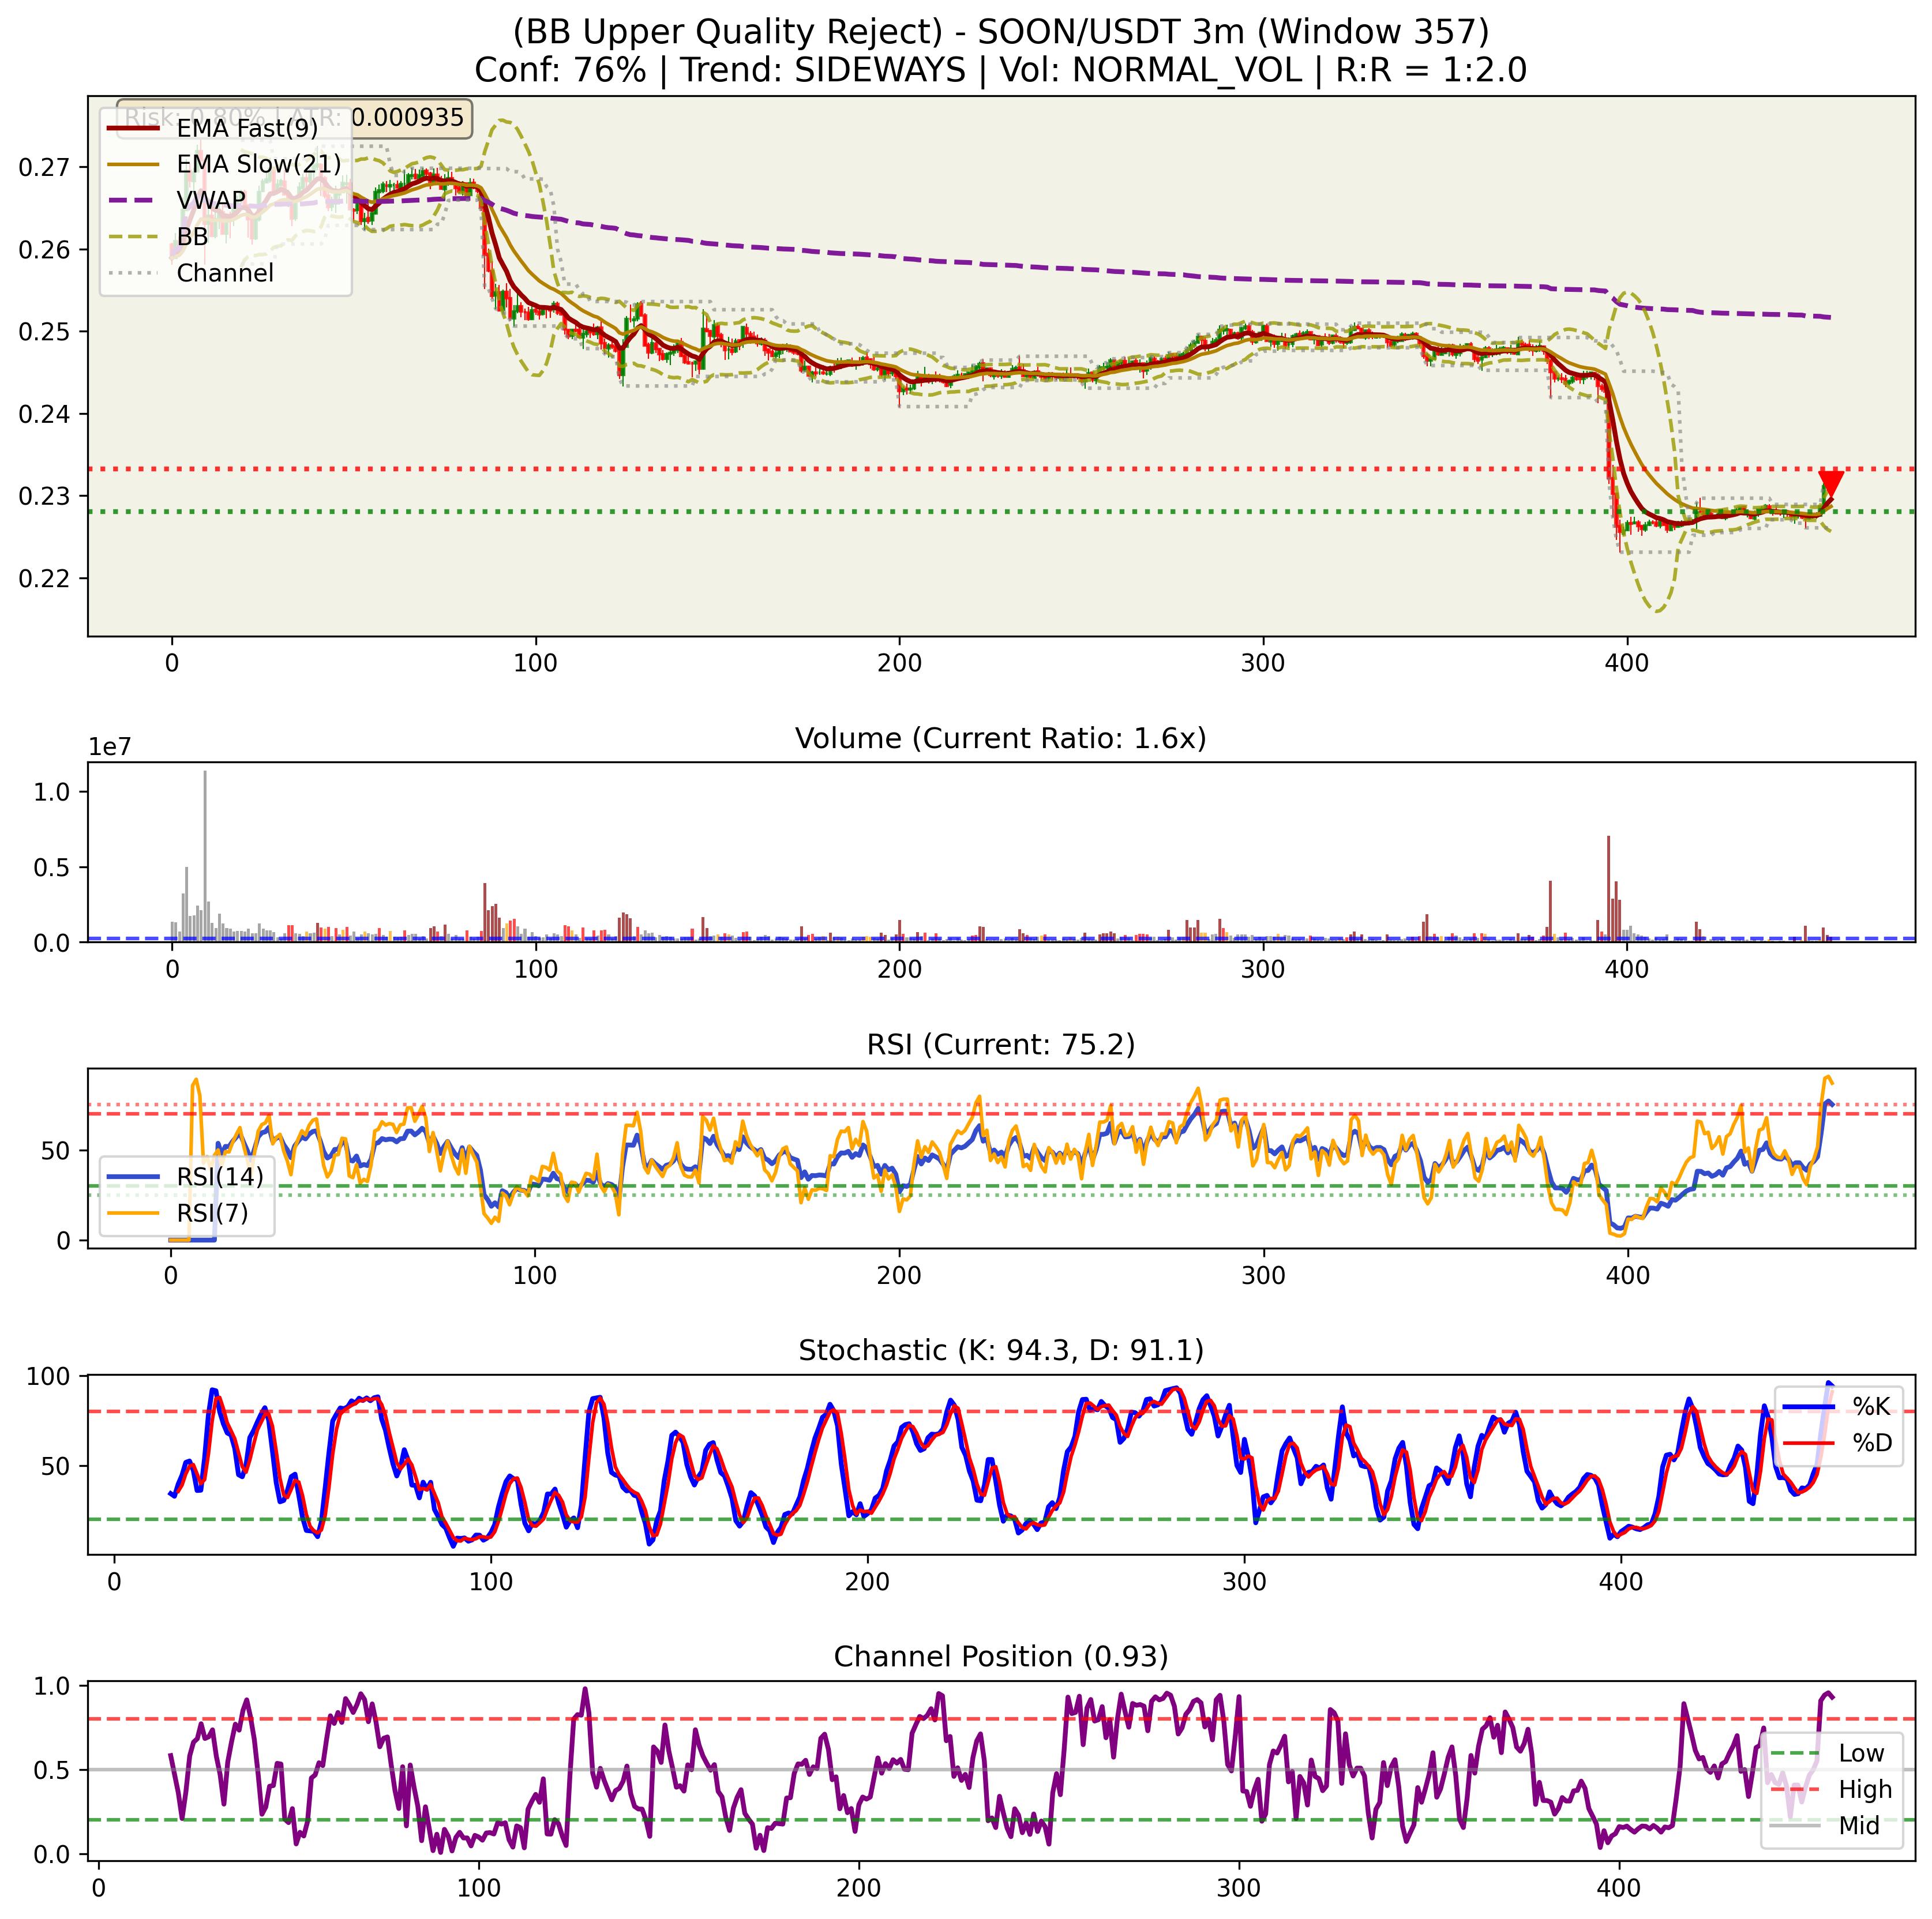 (BB Upper Quality Reject) - SOON/USDT 3m (Window 357)
Conf: 76% | Trend: SIDEWAYS | Vol: NORMAL_VOL | R:R = 1:2.0
Risk: 0.80% | ATR: 0.000935
EMA Fast(9)
EMA Slow(21)
VWAP
BB
Channel
0.27
0.26
0.25
0.24
0.23
0.22
0 100 200 300 400
Volume (Current Ratio: 1.6x)
1e7
1.0
0.5
0.0
0 100 200 300 400
RSI (Current: 75.2)
50
0
RSI(14)
RSI(7)
0 100 200 300 400
Stochastic (K: 94.3, D: 91.1)
100
50
%K
%D
0 100 200 300 400
Channel Position (0.93)
1.0
0.5
0.0
Low
High
Mid
0 100 200 300 400